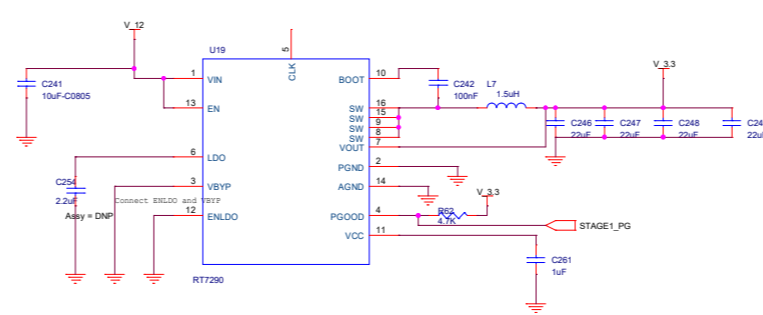 V_12
U19
5
CLK
C241
10uF-C0805
1
VIN
13
EN
6
LDO
3
VBYP
12
ENLDO
C254
2.2uF
Assy = DNP
Connect ENLDO and VBYP
BOOT
10
SW
16
SW
15
SW
9
SW
8
VOUT
7
PGND
2
AGND
14
PGOOD
4
VCC
11
C242
100nF
L7
1.5uH
V_3.3
C246
22uF
C247
22uF
C248
22uF
C24
22u
V_3.3
R62
4.7K
STAGE1_PG
C261
1uF
RT7290